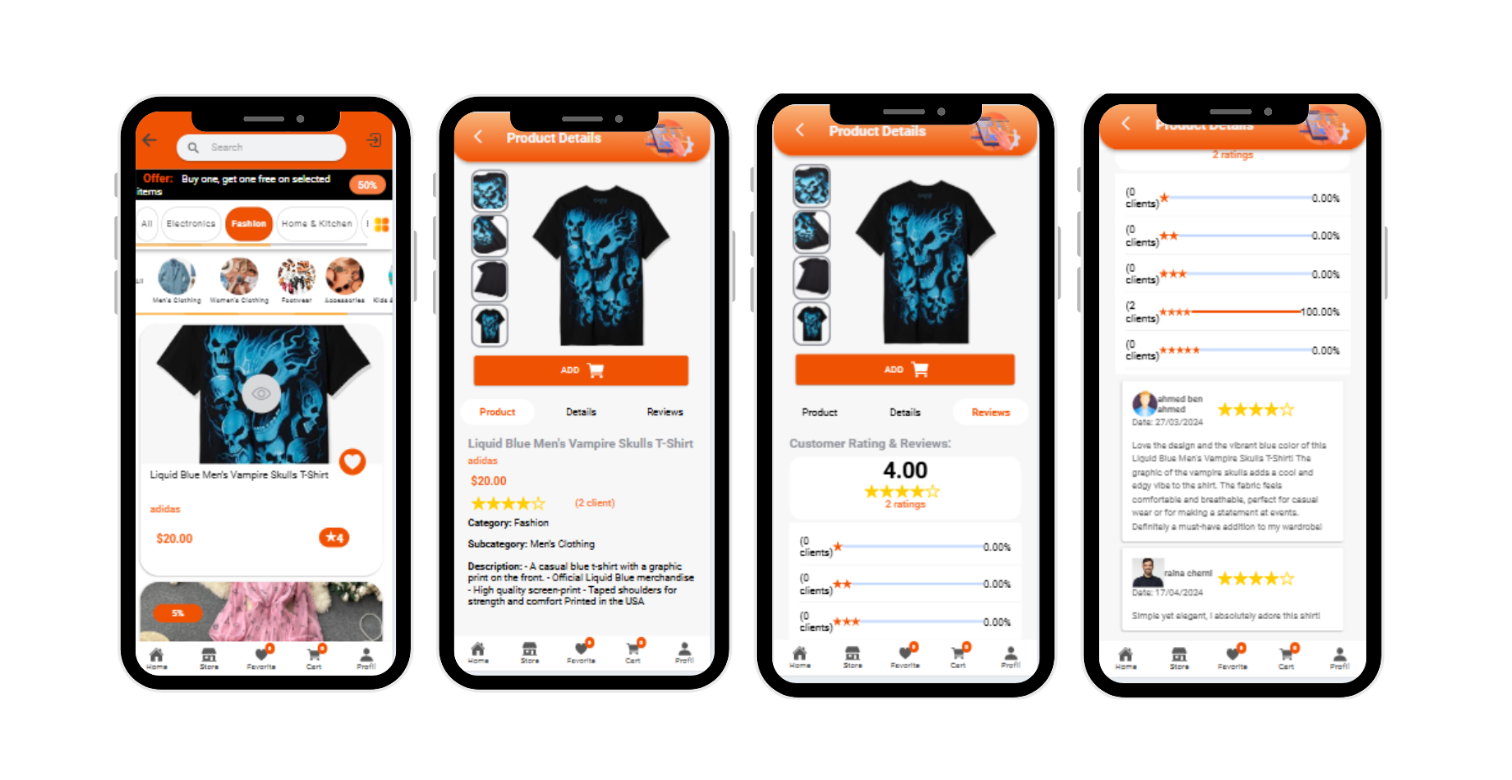 Search
Offer: Buy one, get one free on selected
items
50%
All
Electronics
Fashion
Home & Kitchen
Men's Clothing
Women's Clothing
Footwear
Accessories
Kids &
Liquid Blue Men's Vampire Skulls T-Shirt
adidas
$20.00
★4
5%
Home
Store
Favorite
Cart
Profil
Product Details
ADD
Product
Details
Reviews
Liquid Blue Men's Vampire Skulls T-Shirt
adidas
$20.00
(2 client)
Category: Fashion
Subcategory: Men's Clothing
Description: - A casual blue t-shirt with a graphic
print on the front. - Official Liquid Blue merchandise
- High quality screen-print - Taped shoulders for
strength and comfort Printed in the USA
Home
Store
Favorite
Cart
Profil
Product Details
ADD
Product
Details
Reviews
Customer Rating & Reviews:
4.00
2 ratings
(0
clients)
0.00%
(0
clients)
0.00%
(0
clients)
0.00%
Home
Store
Favorite
Cart
Profil
Product Details
2 ratings
(0
clients)
0.00%
(0
clients)
0.00%
(0
clients)
0.00%
(2
clients)
100.00%
(0
clients)
0.00%
ahmed ben
ahmed
Date: 27/03/2024
Love the design and the vibrant blue color of this
Liquid Blue Men's Vampire Skulls T-Shirt! The
graphic of the vampire skulls adds a cool and
edgy vibe to the shirt. The fabric feels
comfortable and breathable, perfect for casual
wear or for making a statement at events.
Definitely a must-have addition to my wardrobe!
raina cherni
Date: 17/04/2024
Simple yet elegant, I absolutely adore this shirt!
Home
Store
Favorite
Cart
Profil